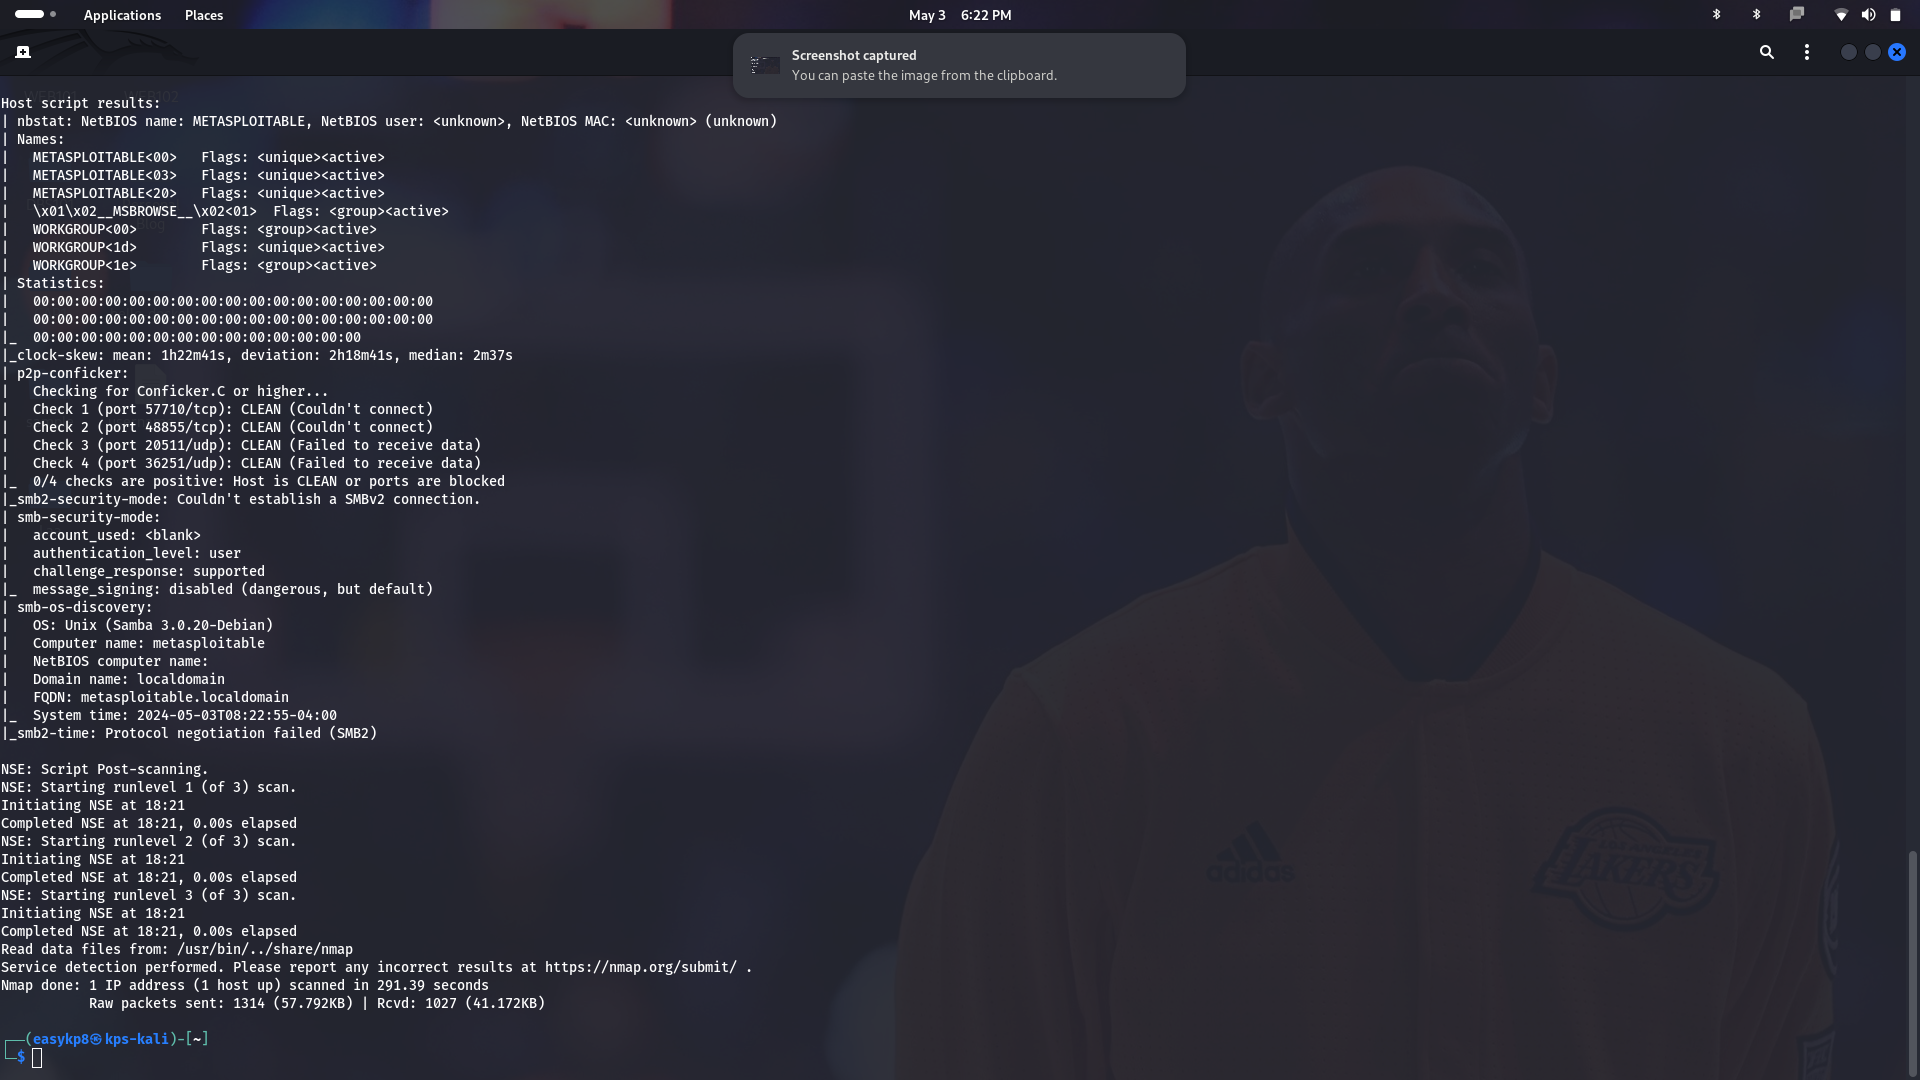 Applications Places May 3 6:22 PM
Screenshot captured
You can paste the image from the clipboard.
Host script results:
| nbstat: NetBIOS name: METASPLOITABLE, NetBIOS user: <unknown>, NetBIOS MAC: <unknown> (unknown)
| Names:
|   METASPLOITABLE<00>   Flags: <unique><active>
|   METASPLOITABLE<03>   Flags: <unique><active>
|   METASPLOITABLE<20>   Flags: <unique><active>
|   \x01\x02__MSBROWSE__\x02<01>  Flags: <group><active>
|   WORKGROUP<00>        Flags: <group><active>
|   WORKGROUP<1d>        Flags: <unique><active>
|   WORKGROUP<1e>        Flags: <group><active>
| Statistics:
|   00:00:00:00:00:00:00:00:00:00:00:00:00:00:00:00:00
|   00:00:00:00:00:00:00:00:00:00:00:00:00:00:00:00:00
|_  00:00:00:00:00:00:00:00:00:00:00:00:00:00
|_clock-skew: mean: 1h22m41s, deviation: 2h18m41s, median: 2m37s
| p2p-conficker:
|   Checking for Conficker.C or higher...
|   Check 1 (port 57710/tcp): CLEAN (Couldn't connect)
|   Check 2 (port 48855/tcp): CLEAN (Couldn't connect)
|   Check 3 (port 20511/udp): CLEAN (Failed to receive data)
|   Check 4 (port 36251/udp): CLEAN (Failed to receive data)
|_  0/4 checks are positive: Host is CLEAN or ports are blocked
|_smb2-security-mode: Couldn't establish a SMBv2 connection.
| smb-security-mode:
|   account_used: <blank>
|   authentication_level: user
|   challenge_response: supported
|_  message_signing: disabled (dangerous, but default)
| smb-os-discovery:
|   OS: Unix (Samba 3.0.20-Debian)
|   Computer name: metasploitable
|   NetBIOS computer name:
|   Domain name: localdomain
|   FQDN: metasploitable.localdomain
|_  System time: 2024-05-03T08:22:55-04:00
|_smb2-time: Protocol negotiation failed (SMB2)
NSE: Script Post-scanning.
NSE: Starting runlevel 1 (of 3) scan.
Initiating NSE at 18:21
Completed NSE at 18:21, 0.00s elapsed
NSE: Starting runlevel 2 (of 3) scan.
Initiating NSE at 18:21
Completed NSE at 18:21, 0.00s elapsed
NSE: Starting runlevel 3 (of 3) scan.
Initiating NSE at 18:21
Completed NSE at 18:21, 0.00s elapsed
Read data files from: /usr/bin/../share/nmap
Service detection performed. Please report any incorrect results at https://nmap.org/submit/ .
Nmap done: 1 IP address (1 host up) scanned in 291.39 seconds
           Raw packets sent: 1314 (57.792KB) | Rcvd: 1027 (41.172KB)
┌──(easykp8㉿kps-kali)-[~]
└─$
adidas
LOS ANGELES
LAKERS